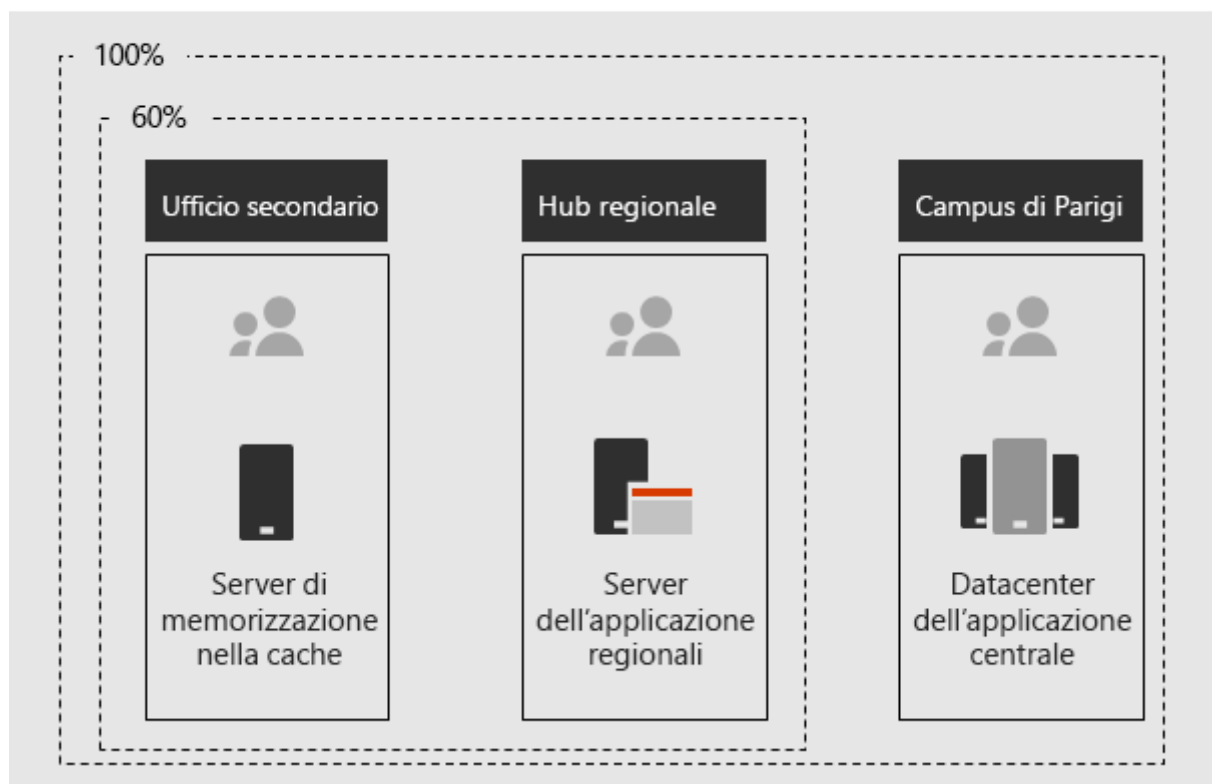 100%
60%
Ufficio secondario
Hub regionale
Campus di Parigi
Server di
memorizzazione
nella cache
Server
dell’applicazione
regionali
Datacenter
dell’applicazione
centrale